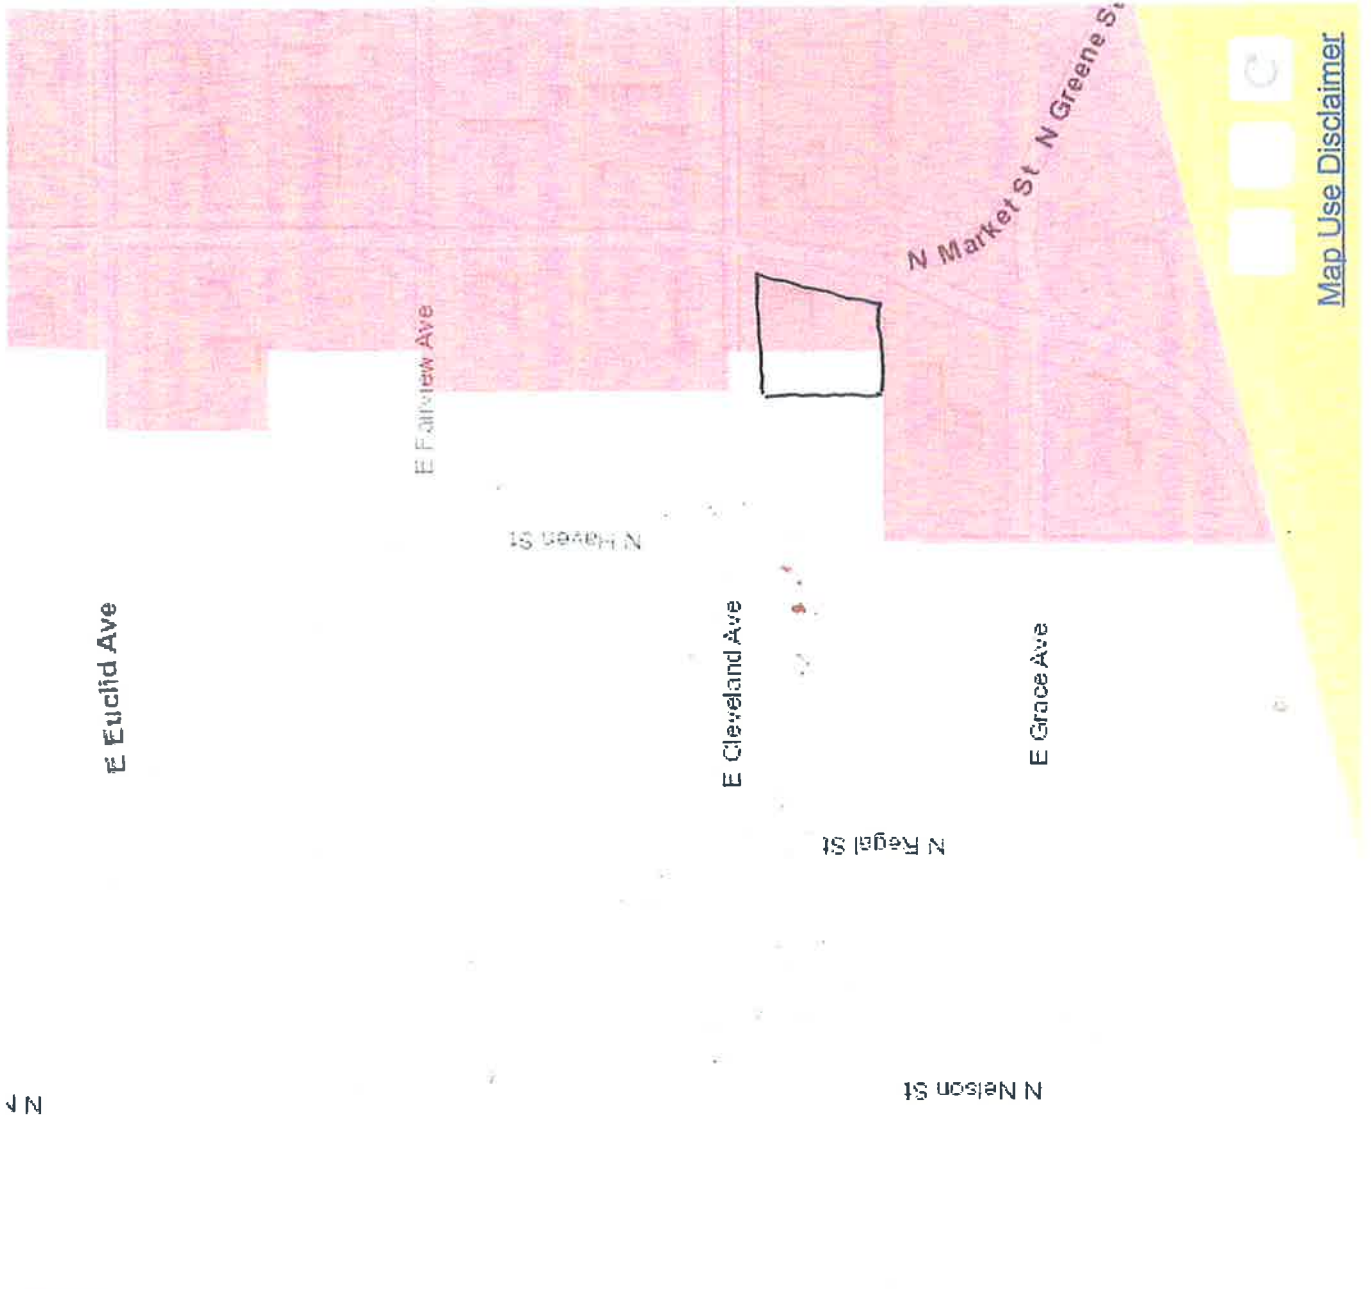 N Market St
N Greene St
Map Use Disclaimer
E Fairview Ave
N Haven St
E Euclid Ave
E Cleveland Ave
E Grace Ave
N Regal St
N Nelson St
N